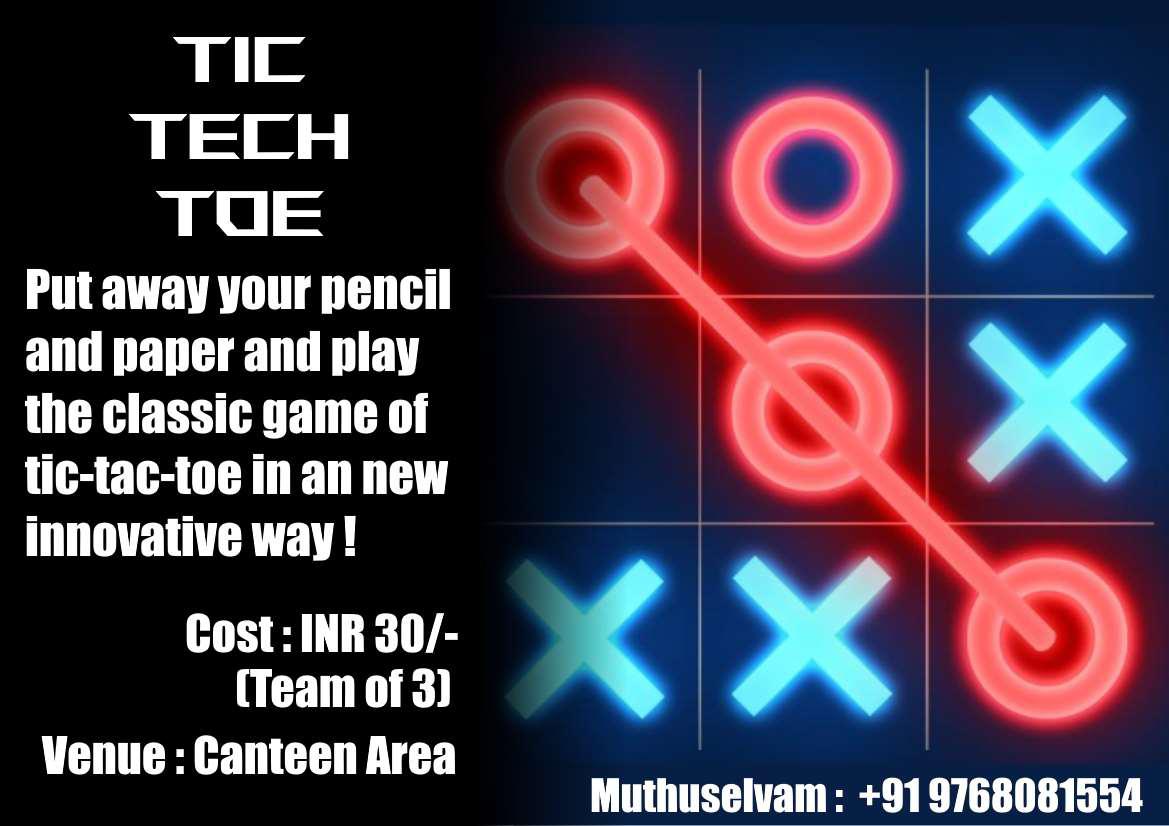 TIC
TECH
TOE
Put away your pencil
and paper and play
the classic game of
tic-tac-toe in an new
innovative way !
Cost : INR 30/-
(Team of 3)
Venue : Canteen Area
Muthuselvam : +91 9768081554